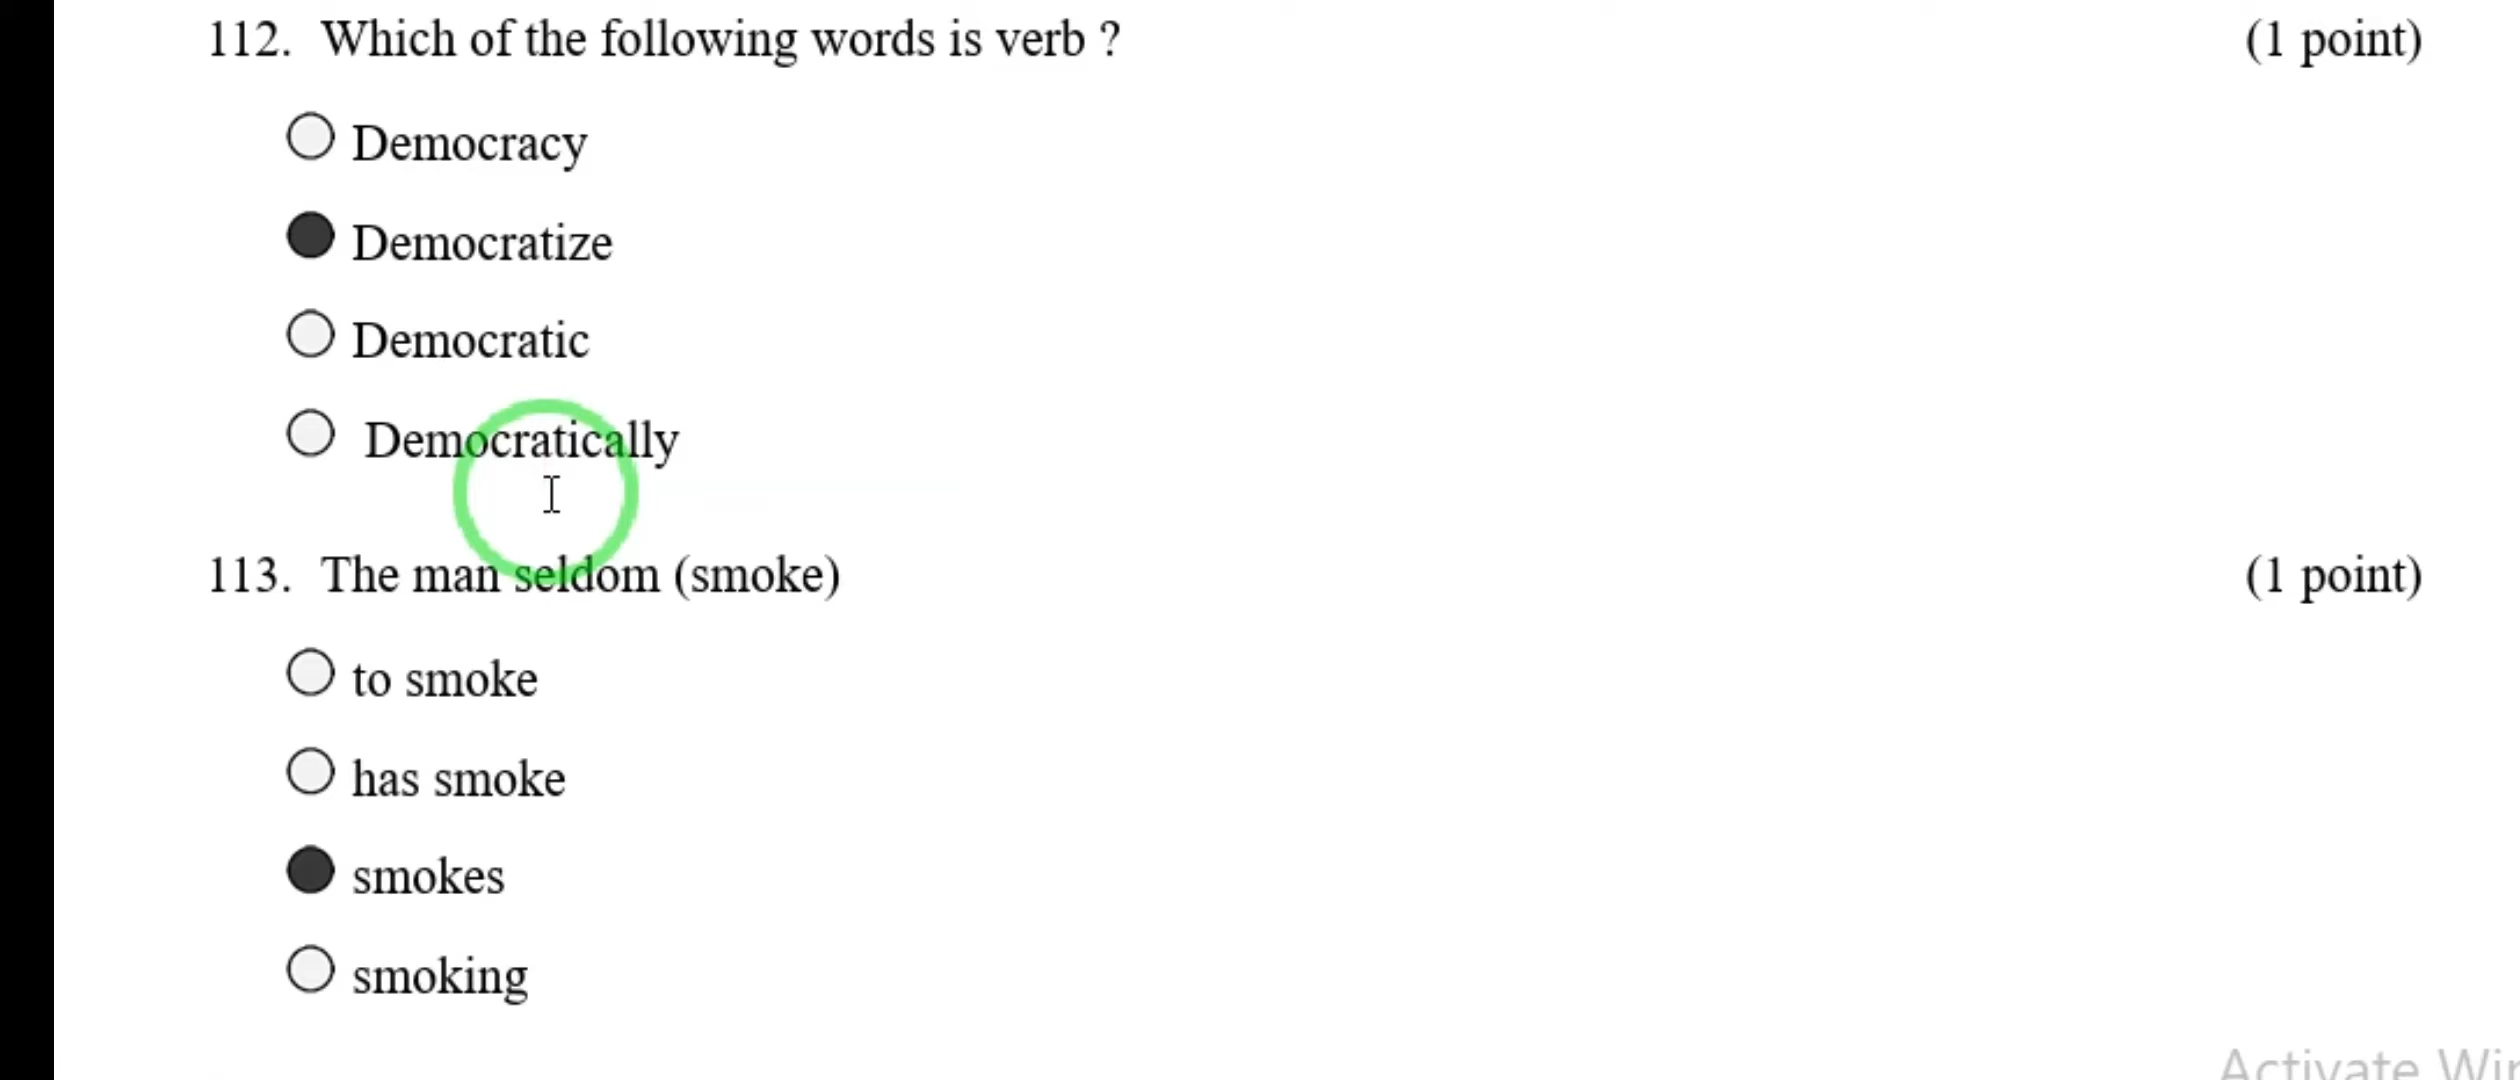 112. Which of the following words is verb ? (1 point)
Democracy
Democratize
Democratic
Democratically
113. The man seldom (smoke) (1 point)
to smoke
has smoke
smokes
smoking
Activate Win